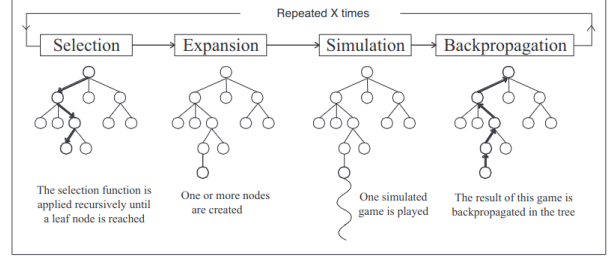 Repeated X times
Selection
Expansion
Simulation
Backpropagation
The selection function is
applied recursively until
a leaf node is reached
One or more nodes
are created
One simulated
game is played
The result of this game is
backpropagated in the tree